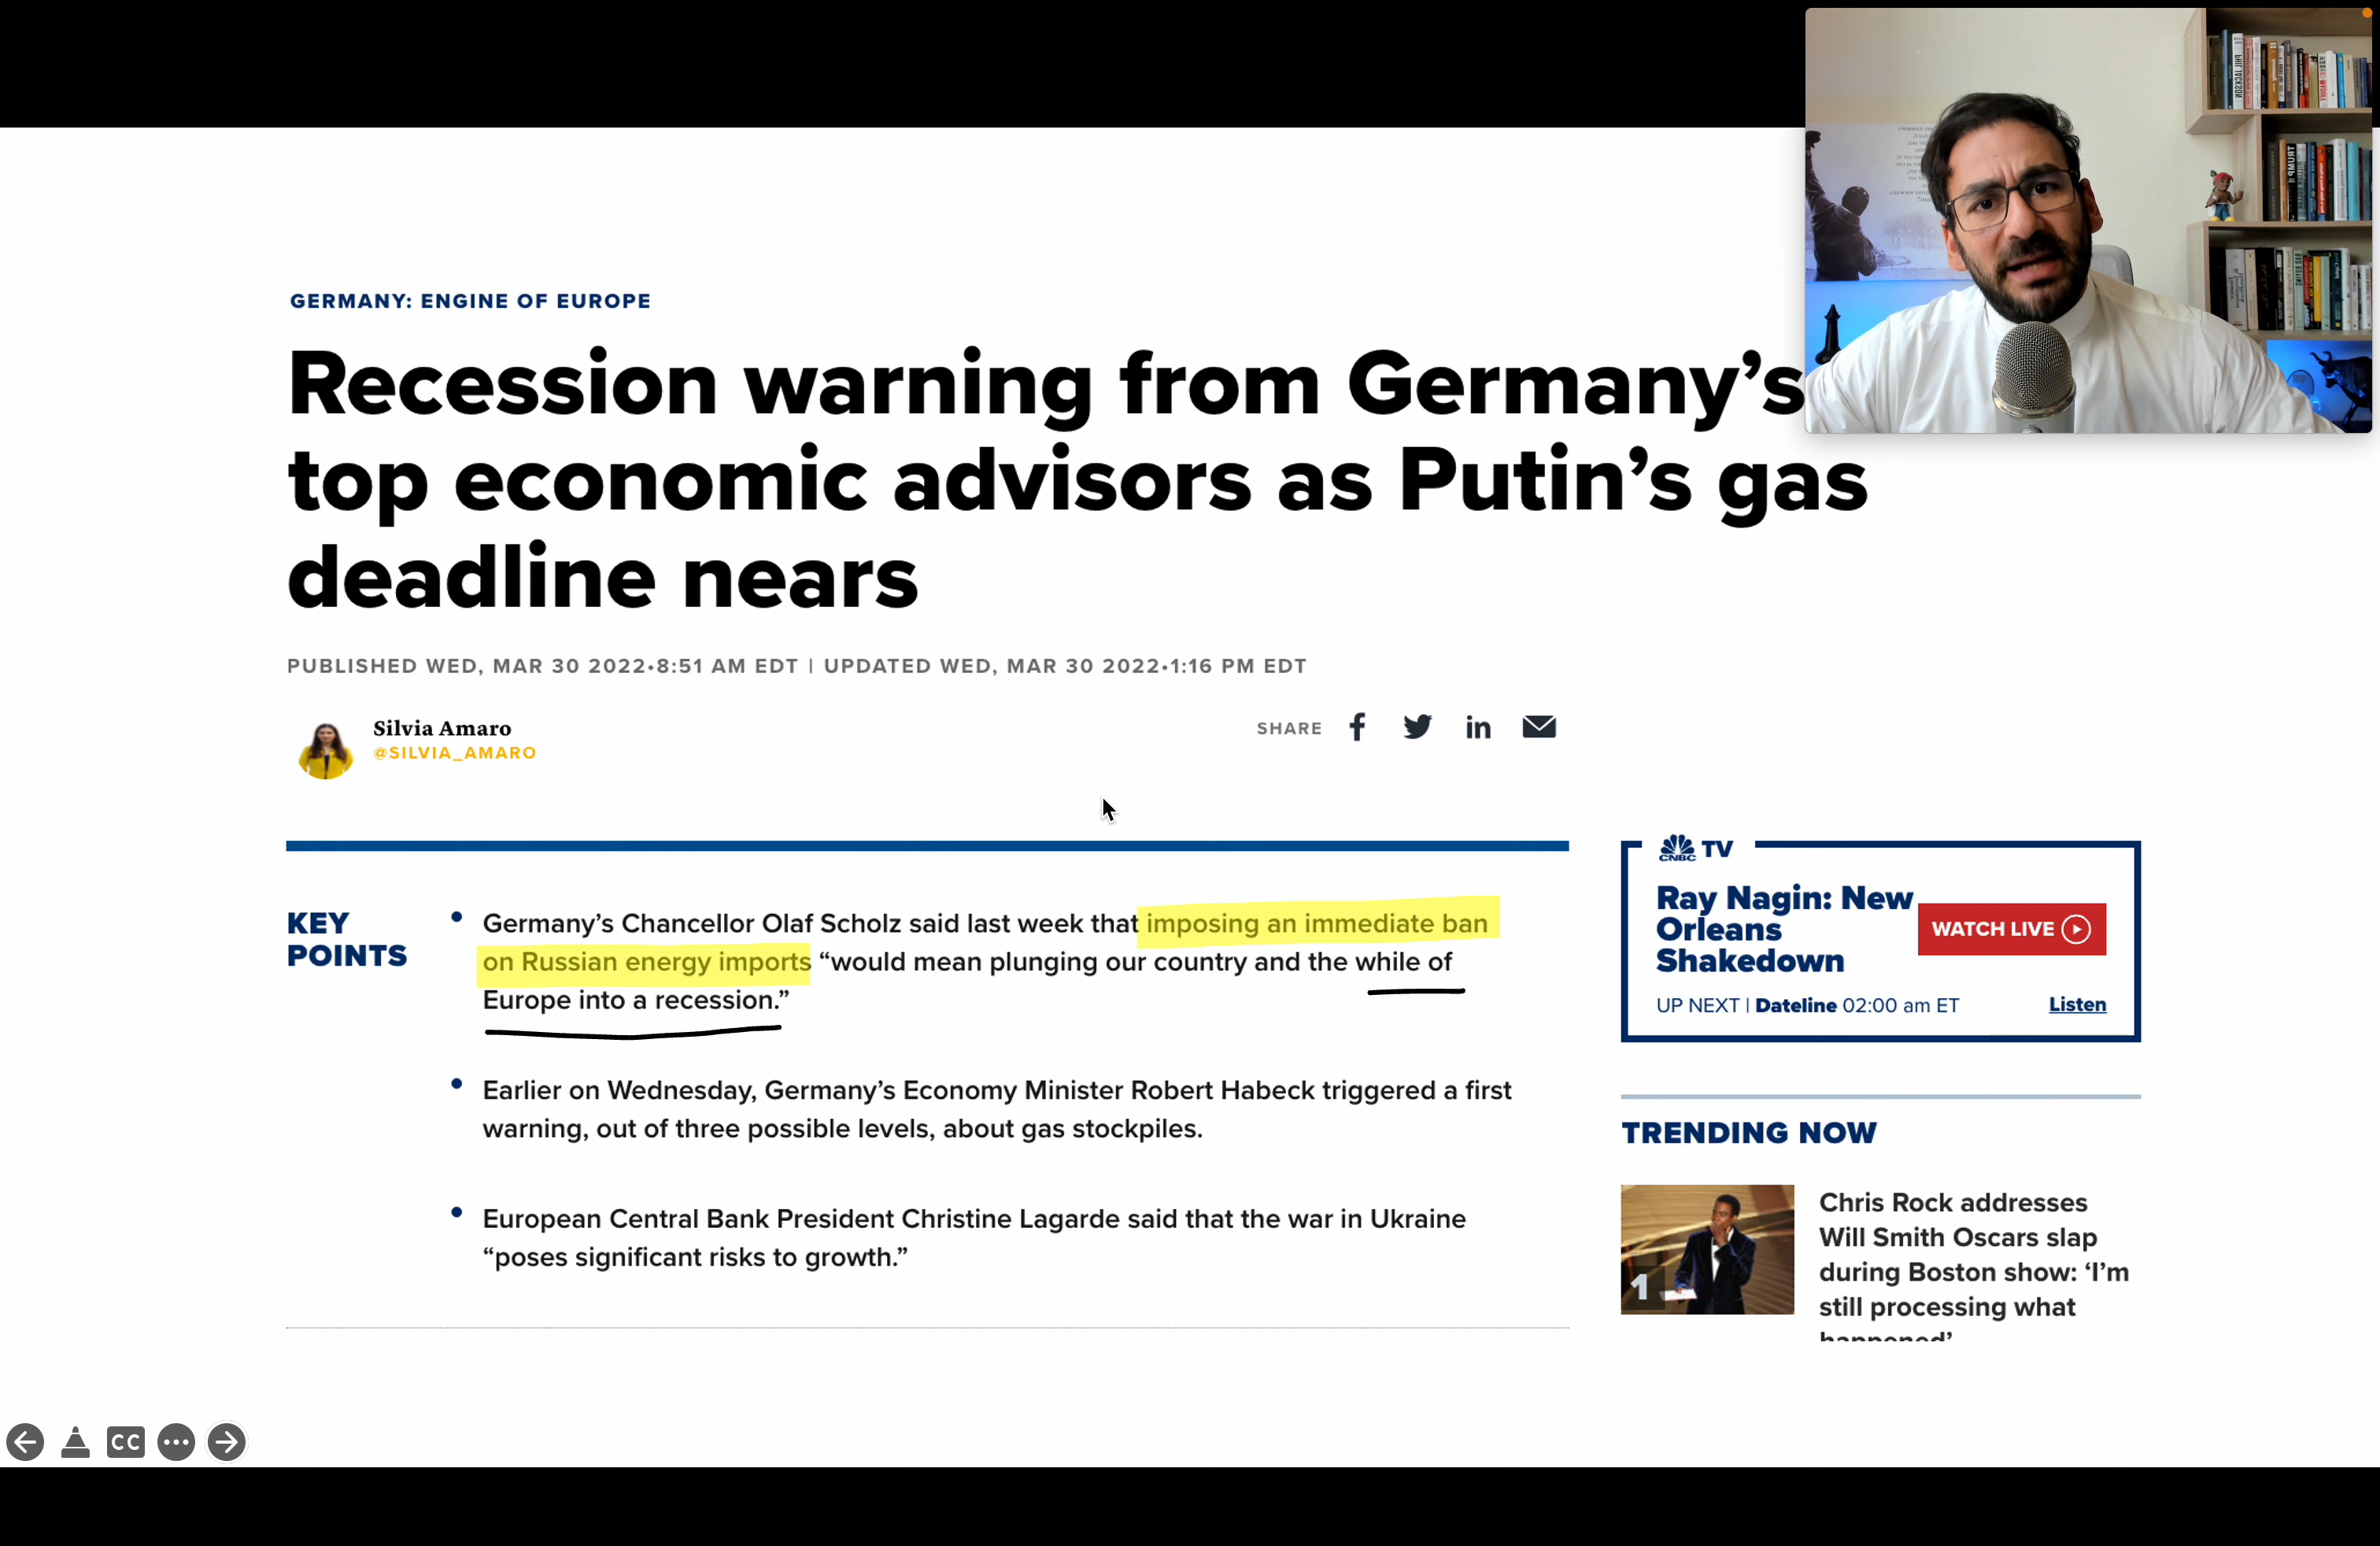 GERMANY: ENGINE OF EUROPE
Recession warning from Germany’s
top economic advisors as Putin’s gas
deadline nears
PUBLISHED WED, MAR 30 2022•8:51 AM EDT | UPDATED WED, MAR 30 2022•1:16 PM EDT
Silvia Amaro
@SILVIA_AMARO
SHARE
KEY
POINTS
Germany’s Chancellor Olaf Scholz said last week that imposing an immediate ban
on Russian energy imports “would mean plunging our country and the while of
Europe into a recession.”
Earlier on Wednesday, Germany’s Economy Minister Robert Habeck triggered a first
warning, out of three possible levels, about gas stockpiles.
European Central Bank President Christine Lagarde said that the war in Ukraine
“poses significant risks to growth.”
CNBC TV
Ray Nagin: New
Orleans
Shakedown
WATCH LIVE
UP NEXT | Dateline 02:00 am ET
Listen
TRENDING NOW
1
Chris Rock addresses
Will Smith Oscars slap
during Boston show: ‘I’m
still processing what
happened’
CC
PHIL JACKSON
TRUMP